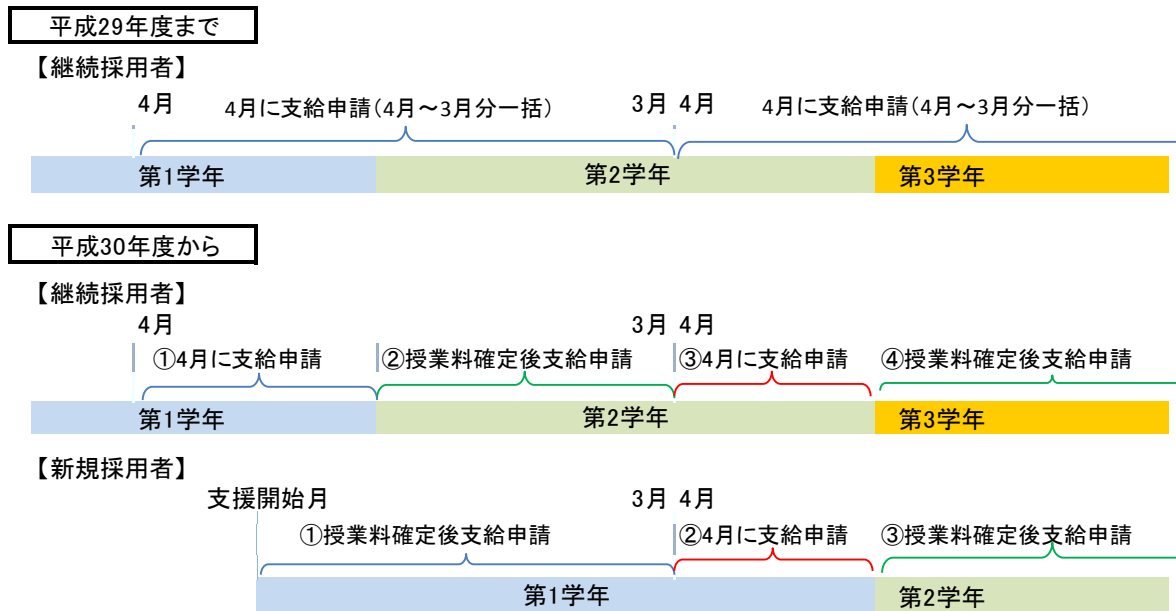 平成29年度まで
【継続採用者】
4月 4月に支給申請(4月～3月分一括) 3月 4月 4月に支給申請(4月～3月分一括)
第1学年 第2学年 第3学年
平成30年度から
【継続採用者】
4月 3月 4月
①4月に支給申請 ②授業料確定後支給申請 ③4月に支給申請 ④授業料確定後支給申請
第1学年 第2学年 第3学年
【新規採用者】
支援開始月 3月 4月
①授業料確定後支給申請 ②4月に支給申請 ③授業料確定後支給申請
第1学年 第2学年